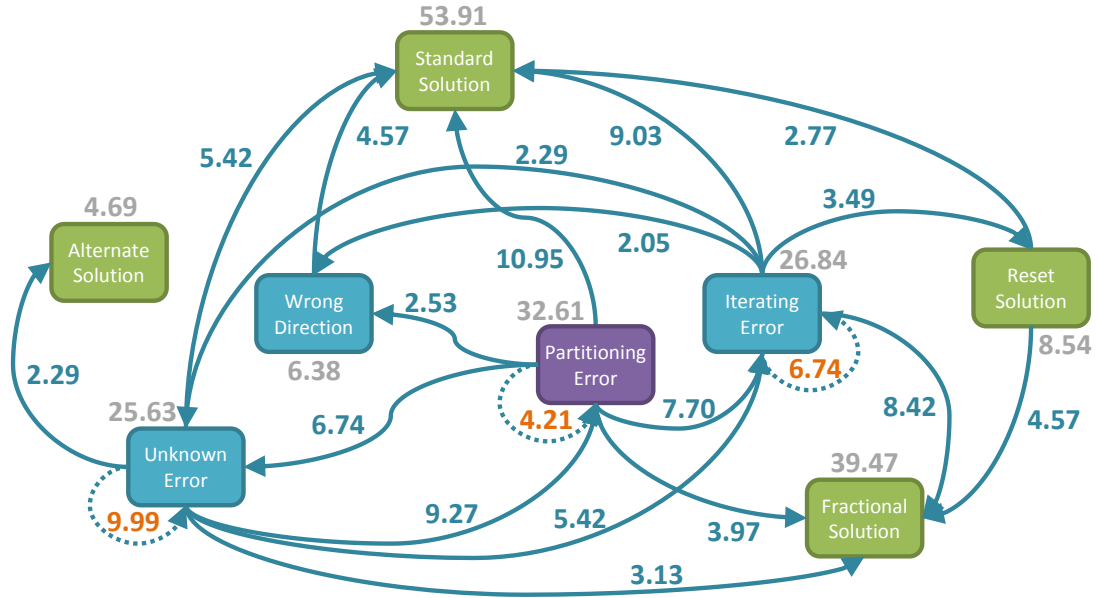 53.91
Standard
Solution
5.42
4.57
2.29
9.03
2.77
4.69
Alternate
Solution
3.49
2.05
10.95
26.84
Wrong
Direction
6.38
2.53
32.61
Partitioning
Error
4.21
Iterating
Error
6.74
Reset
Solution
8.54
2.29
25.63
Unknown
Error
9.99
6.74
7.70
8.42
4.57
39.47
Fractional
Solution
9.27
5.42
3.97
3.13